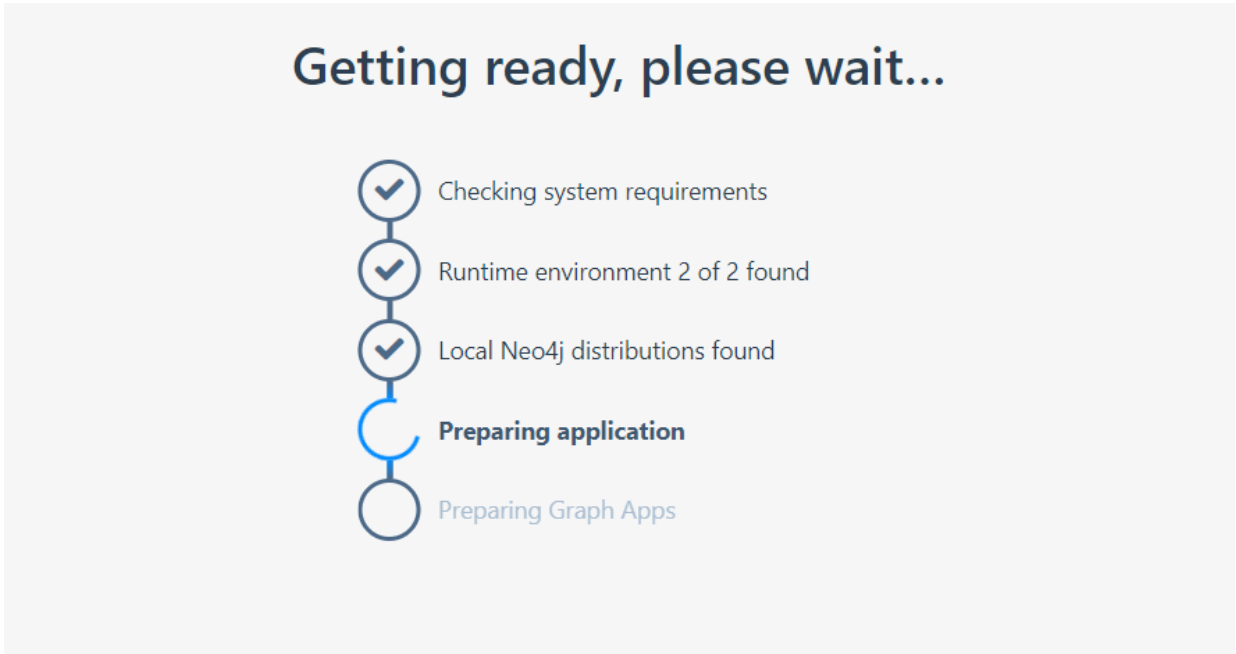 Getting ready, please wait...
Checking system requirements
Runtime environment 2 of 2 found
Local Neo4j distributions found
Preparing application
Preparing Graph Apps